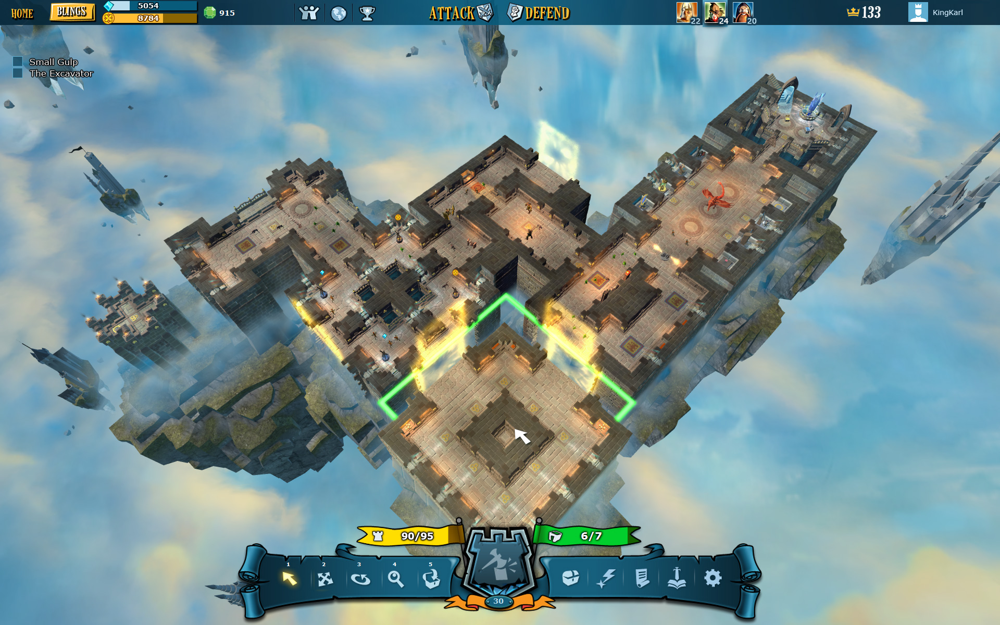 HOME
BLINGS
5054
8784
915
ATTACK
DEFEND
22
24
20
133
KingKarl
Small Gulp
The Excavator
90/95
6/7
1
2
3
4
5
30